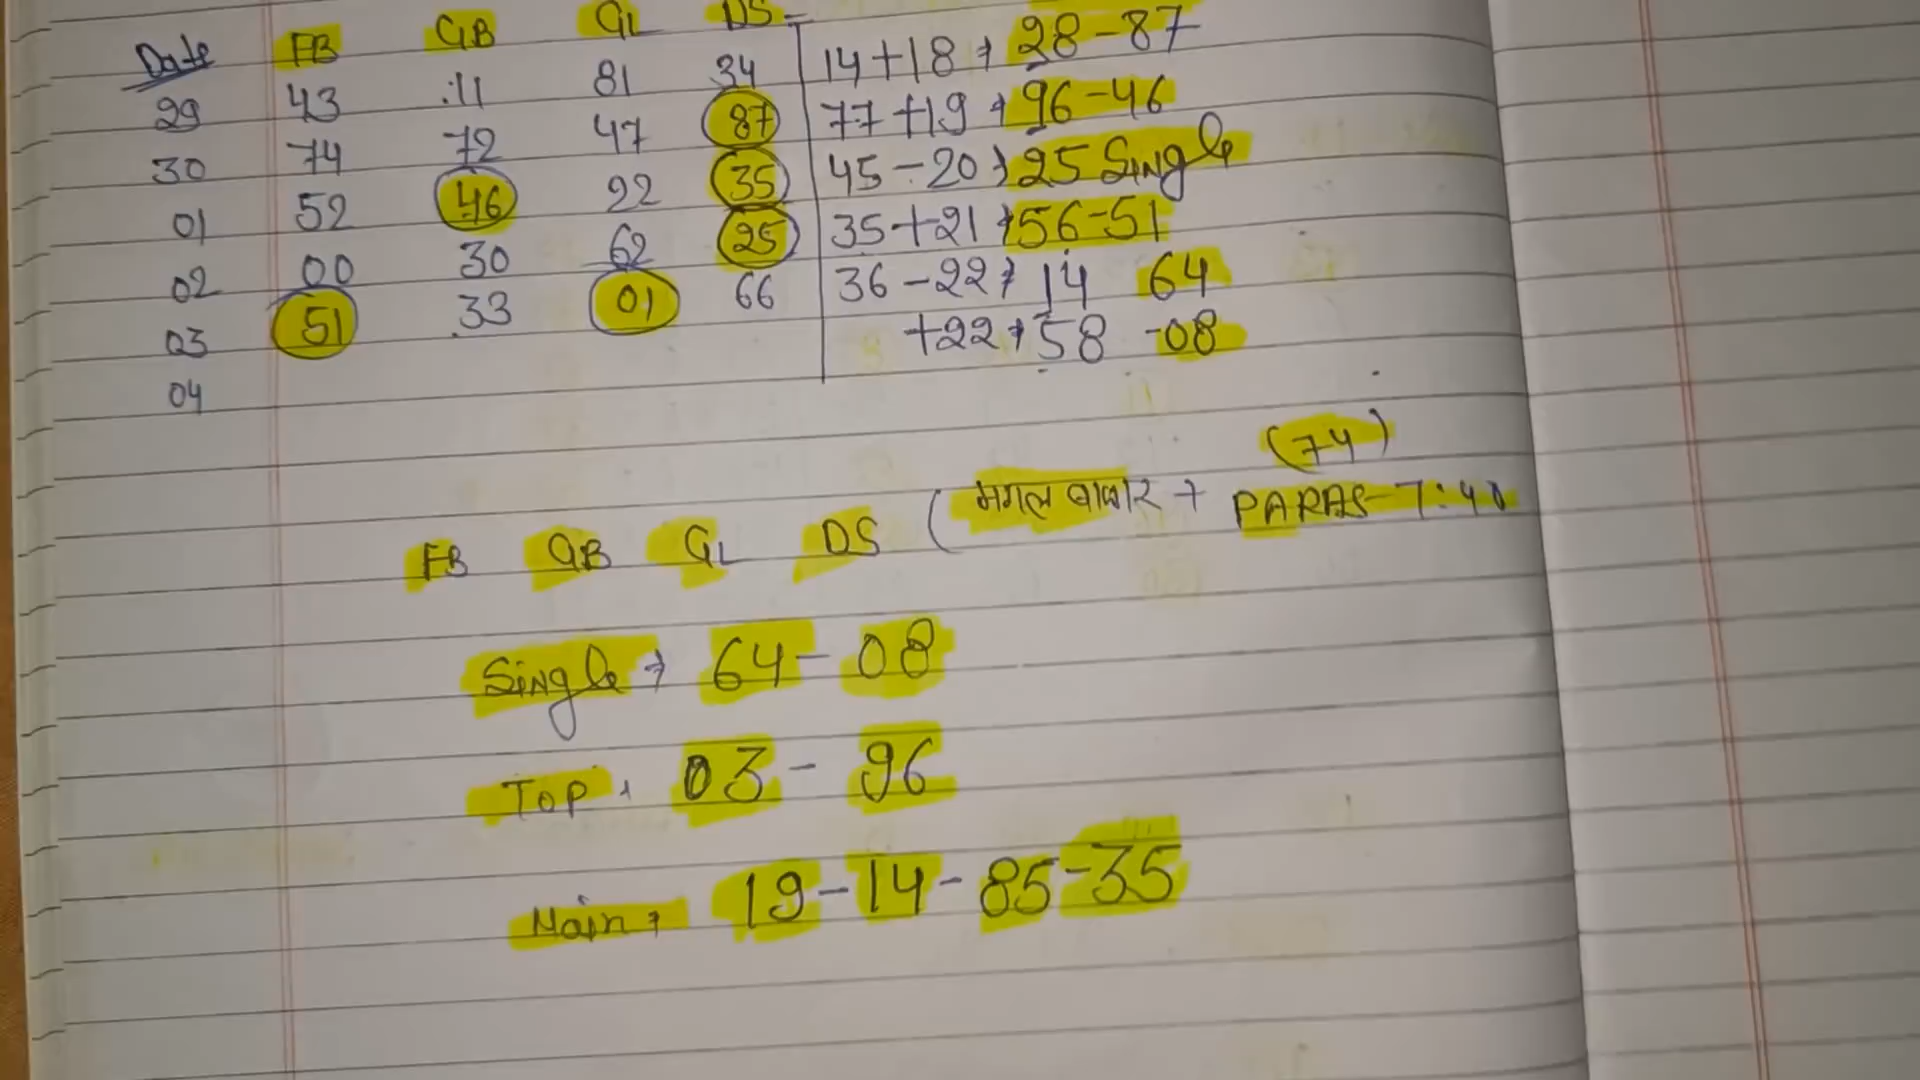 Date FB GB GL DS
29 43 11 81 34 14+18 → 28-87
30 74 72 47 87 77+19 → 96-46
01 52 46 22 35 45-20 → 25 Single
02 00 30 62 25 35+21 → 56-51
03 51 33 01 66 36-22 → 14 64
04 +22 → 58 -08
(74)
FB GB GL DS ( मगल बाजार → PARAS-7:40
Single → 64-08
TOP → 03-96
Main → 19-14-85-35